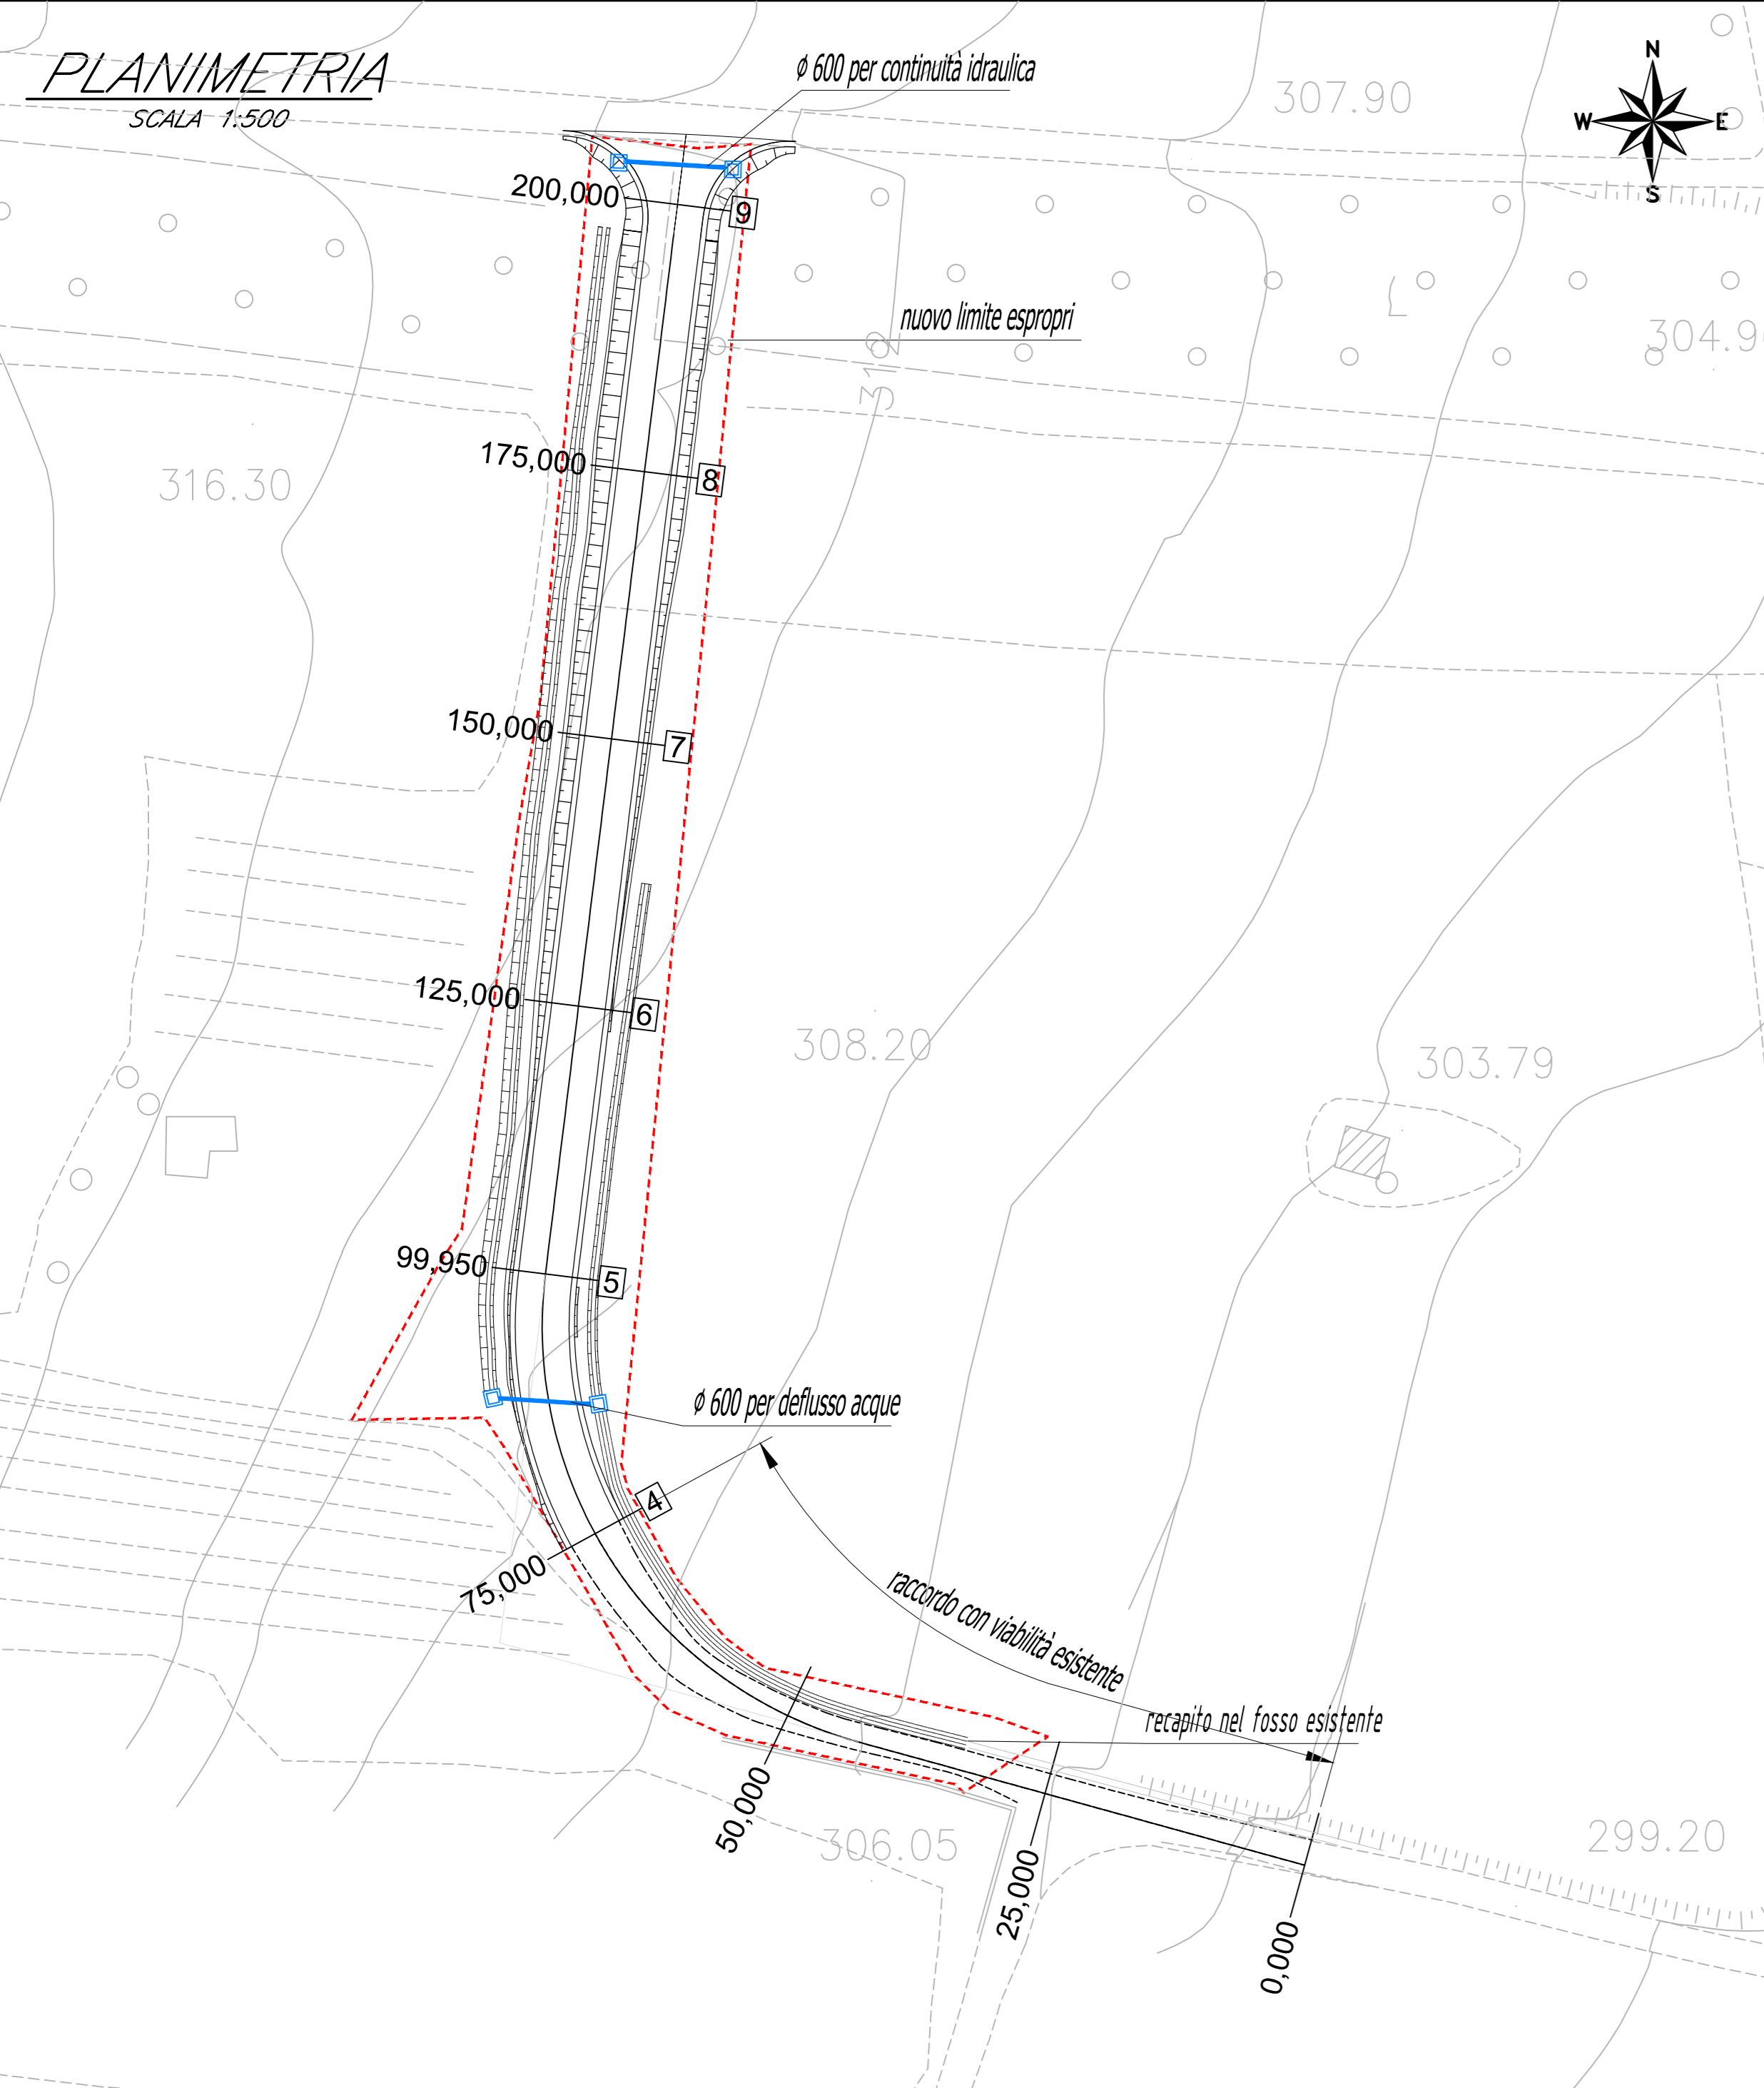 PLANIMETRIA
SCALA 1:500
ϕ 600 per continuità idraulica
307.90
N
W E
S
200,000
9
nuovo limite espropri
304.9
312
175,000
8
316.30
150,000
7
125,000
6
308.20
303.79
99,950
5
ϕ 600 per deflusso acque
4
75,000
raccordo con viabilità esistente
recapito nel fosso esistente
50,000
306.05
25,000
299.20
0,000